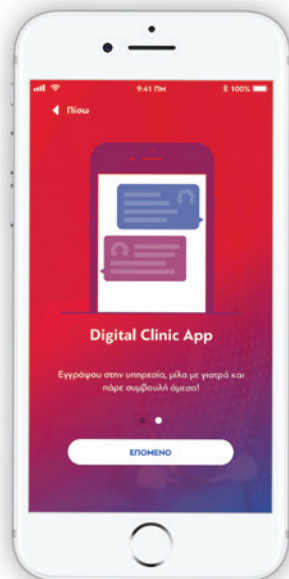 9:41 ΠΜ
100%
Πίσω
Digital Clinic App
Εγγράψου στην υπηρεσία, μίλα με γιατρό και
πάρε συμβουλή άμεσα!
ΕΠΟΜΕΝΟ